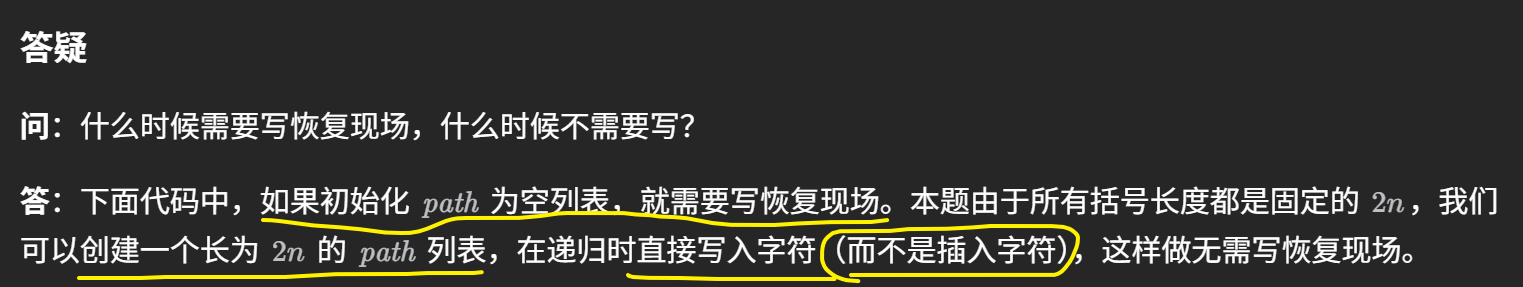 答疑
问：什么时候需要写恢复现场，什么时候不需要写？
答：下面代码中，如果初始化 path 为空列表，就需要写恢复现场。本题由于所有括号长度都是固定的 2n，我们
可以创建一个长为 2n 的 path 列表，在递归时直接写入字符（而不是插入字符），这样做无需写恢复现场。